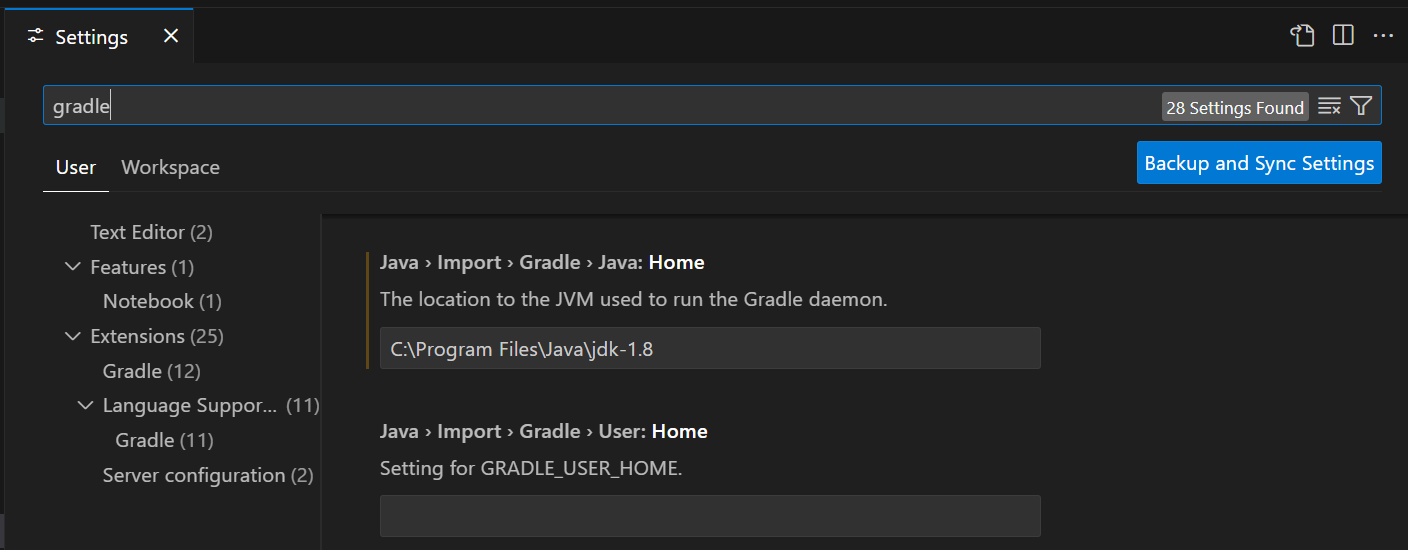 Settings
gradle
28 Settings Found
User Workspace
Backup and Sync Settings
Text Editor (2)
Features (1)
Notebook (1)
Extensions (25)
Gradle (12)
Language Suppor... (11)
Gradle (11)
Server configuration (2)
Java › Import › Gradle › Java: Home
The location to the JVM used to run the Gradle daemon.
C:\Program Files\Java\jdk-1.8
Java › Import › Gradle › User: Home
Setting for GRADLE_USER_HOME.